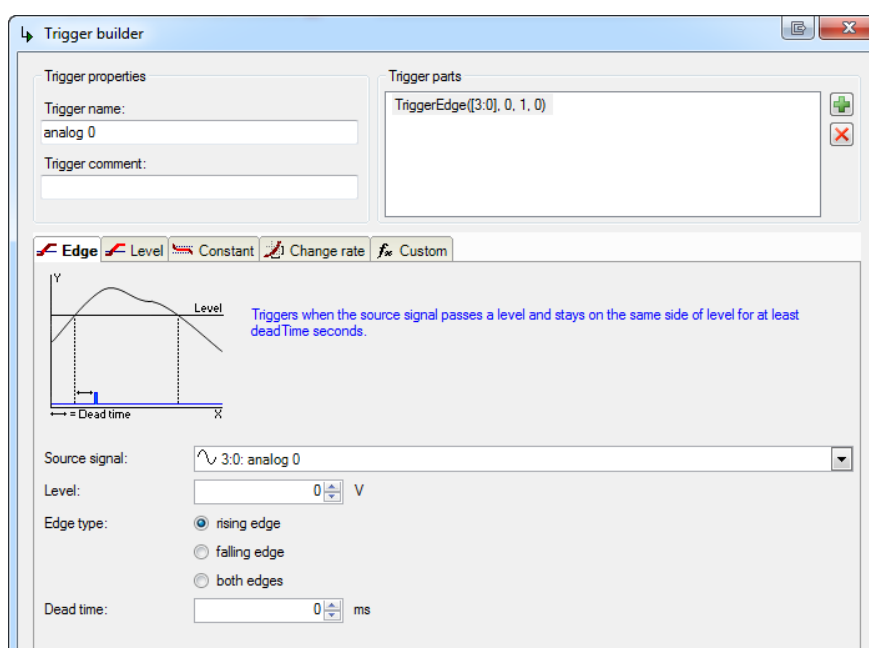 Trigger builder
Trigger properties
Trigger name:
analog 0
Trigger comment:
Trigger parts
TriggerEdge([3:0], 0, 1, 0)
Edge Level Constant Change rate fx Custom
Y
Level
= Dead time X
Triggers when the source signal passes a level and stays on the same side of level for at least
deadTime seconds.
Source signal: 3:0: analog 0
Level: 0 V
Edge type: rising edge
falling edge
both edges
Dead time: 0 ms